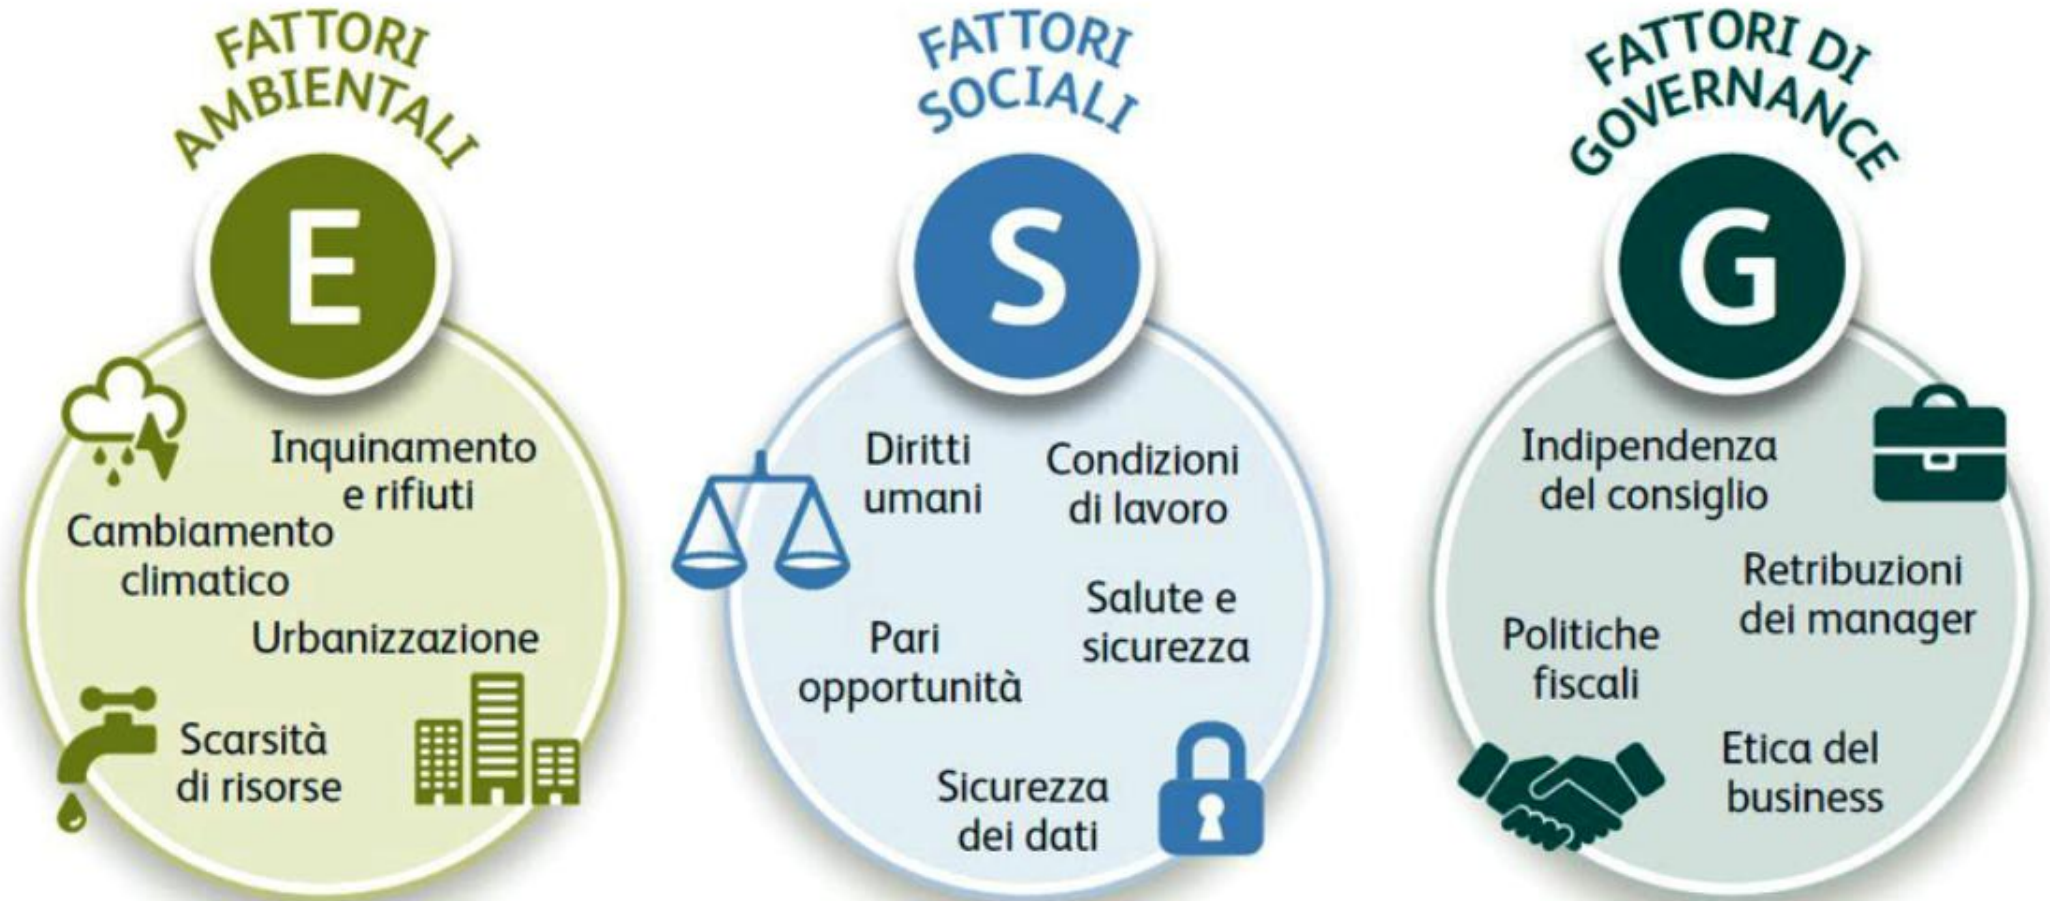 FATTORI
AMBIENTALI
E
Inquinamento
e rifiuti
Cambiamento
climatico
Urbanizzazione
Scarsità
di risorse
FATTORI
SOCIALI
S
Diritti
umani
Condizioni
di lavoro
Salute e
sicurezza
Pari
opportunità
Sicurezza
dei dati
FATTORI DI
GOVERNANCE
G
Indipendenza
del consiglio
Retribuzioni
dei manager
Politiche
fiscali
Etica del
business